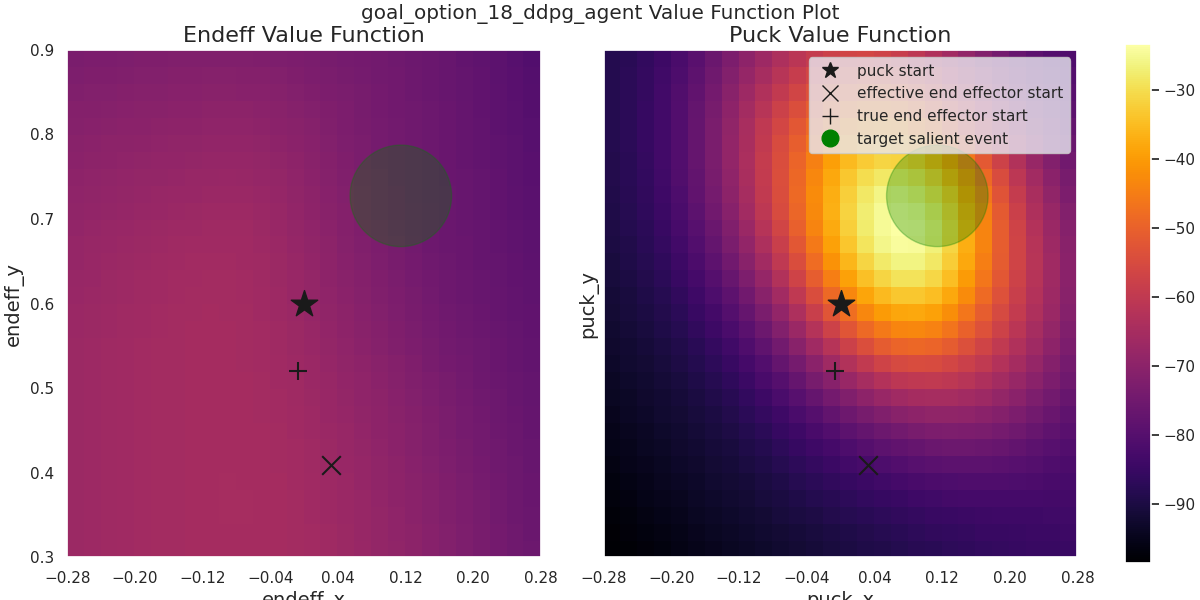 goal_option_18_ddpg_agent Value Function Plot
Endeff Value Function
Puck Value Function
puck start
effective end effector start
true end effector start
target salient event
endeff_y
0.9
0.8
0.7
0.6
0.5
0.4
0.3
−0.28 −0.20 −0.12 −0.04 0.04 0.12 0.20 0.28
endeff_x
puck_y
−0.28 −0.20 −0.12 −0.04 0.04 0.12 0.20 0.28
puck_x
−30
−40
−50
−60
−70
−80
−90